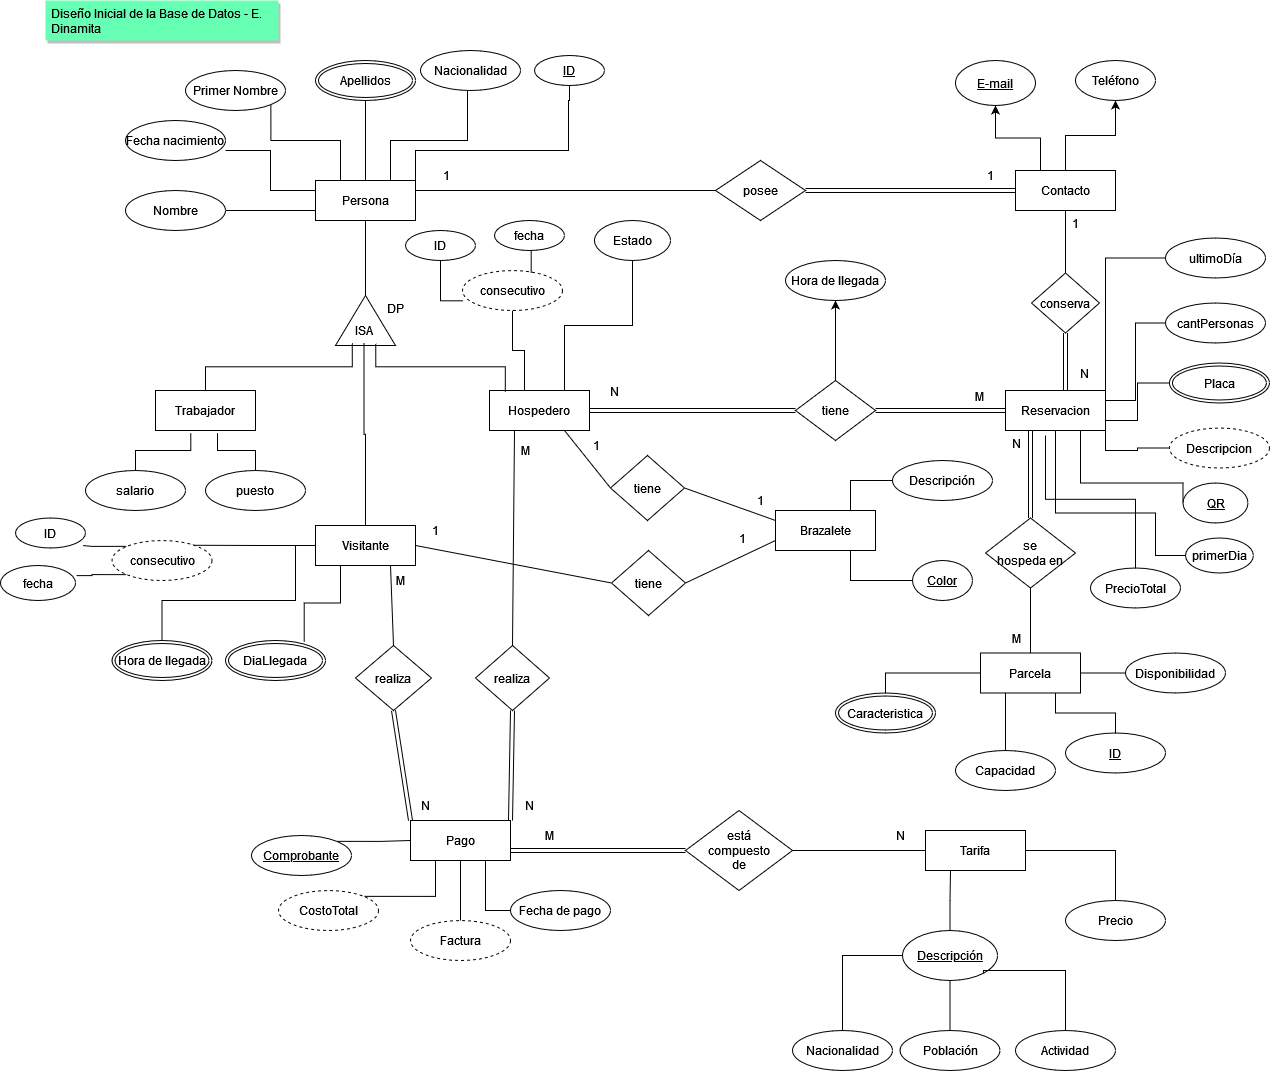 Diseño Inicial de la Base de Datos - E.
Dinamita
Primer Nombre
Apellidos
Nacionalidad
ID
E-mail
Teléfono
Fecha nacimiento
Nombre
Persona
1
posee
1
Contacto
1
ID
fecha
Estado
consecutivo
Hora de llegada
ultimoDía
DP
ISA
conserva
cantPersonas
N
Placa
Trabajador
Hospedero
N
tiene
M
Reservacion
M
1
N
Descripcion
salario
puesto
tiene
1
Descripción
QR
Brazalete
ID
consecutivo
fecha
Visitante
1
1
tiene
M
Color
se
hospeda en
primerDia
PrecioTotal
Hora de llegada
DiaLlegada
realiza
realiza
M
Parcela
Disponibilidad
Caracteristica
Capacidad
ID
N
N
Comprobante
Pago
M
está
compuesto
de
N
Tarifa
CostoTotal
Factura
Fecha de pago
Precio
Descripción
Nacionalidad
Población
Actividad